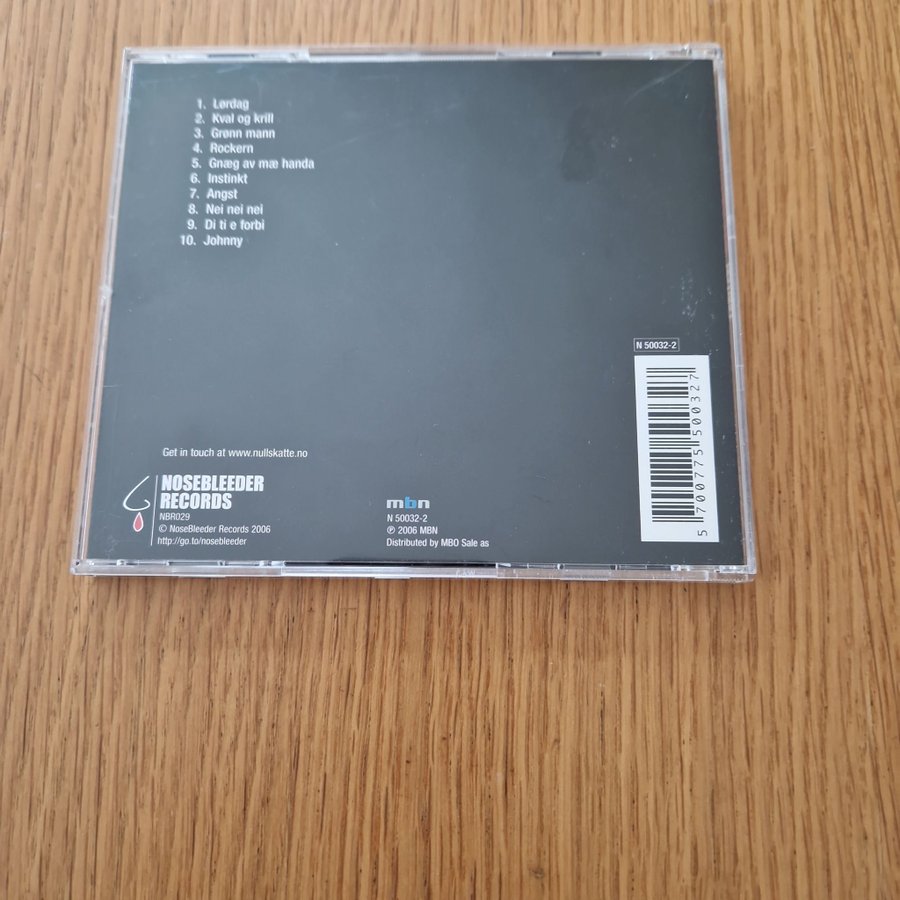 1. Lørdag
2. Kval og krill
3. Grønn mann
4. Rockern
5. Gnæg av mæ handa
6. Instinkt
7. Angst
8. Nei nei nei
9. Di ti e forbi
10. Johnny
N 50032-2
5 700775 500327
Get in touch at www.nullskatte.no
NOSEBLEEDER
RECORDS
NBR029
© NoseBleeder Records 2006
http://go.to/nosebleeder
mbn
N 50032-2
℗ 2006 MBN
Distributed by MBO Sale as